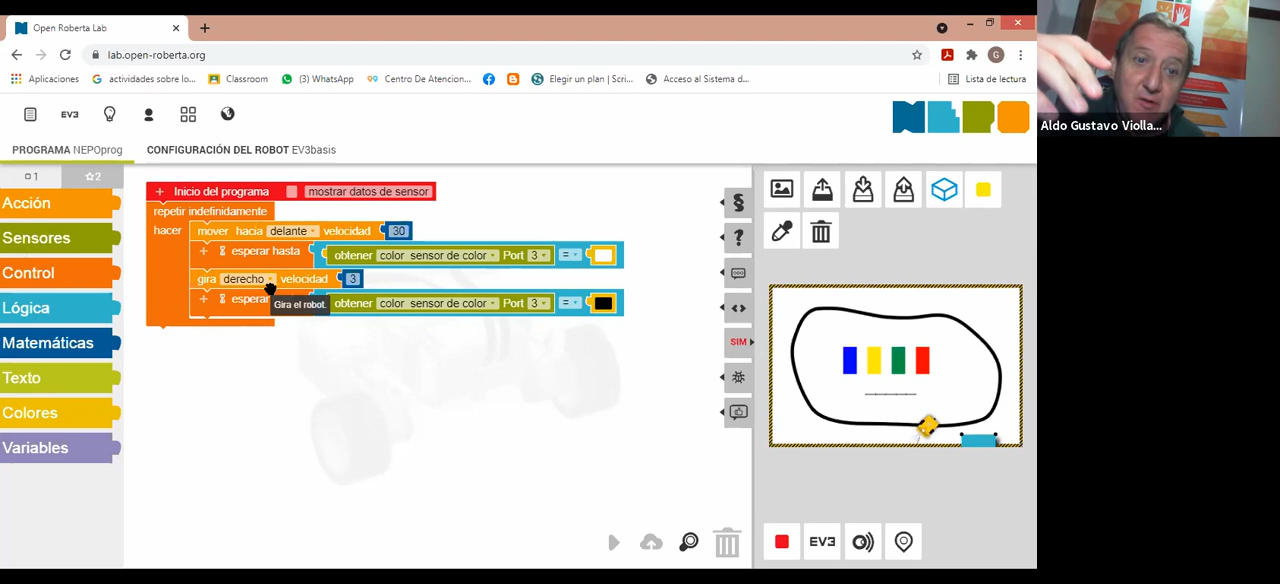 Open Roberta Lab
lab.open-roberta.org
Aplicaciones
actividades sobre lo...
Classroom
(3) WhatsApp
Centro De Atencion...
Elegir un plan | Scri...
Acceso al Sistema d...
Lista de lectura
G
Aldo Gustavo Violla...
EV3
PROGRAMA NEPOprog
CONFIGURACIÓN DEL ROBOT EV3basis
1
2
Acción
Sensores
Control
Lógica
Matemáticas
Texto
Colores
Variables
+ Inicio del programa mostrar datos de sensor
repetir indefinidamente
hacer mover hacia delante velocidad 30
+ esperar hasta obtener color sensor de color Port 3 =
gira derecho velocidad 3
+ esperar obtener color sensor de color Port 3 =
Gira el robot.
§
?
SIM
EV3